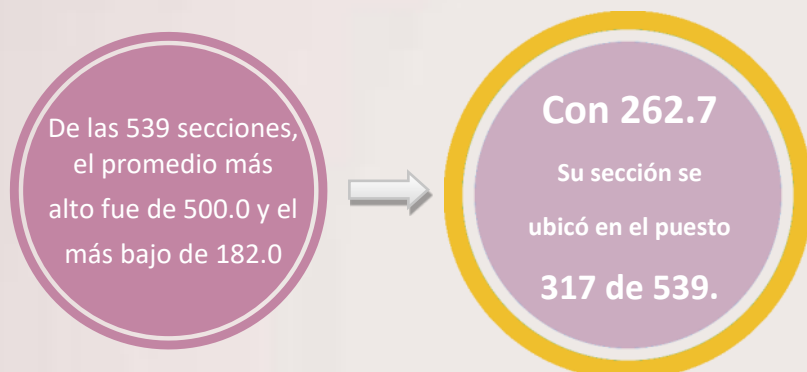 De las 539 secciones,
el promedio más
alto fue de 500.0 y el
más bajo de 182.0
Con 262.7
Su sección se
ubicó en el puesto
317 de 539.